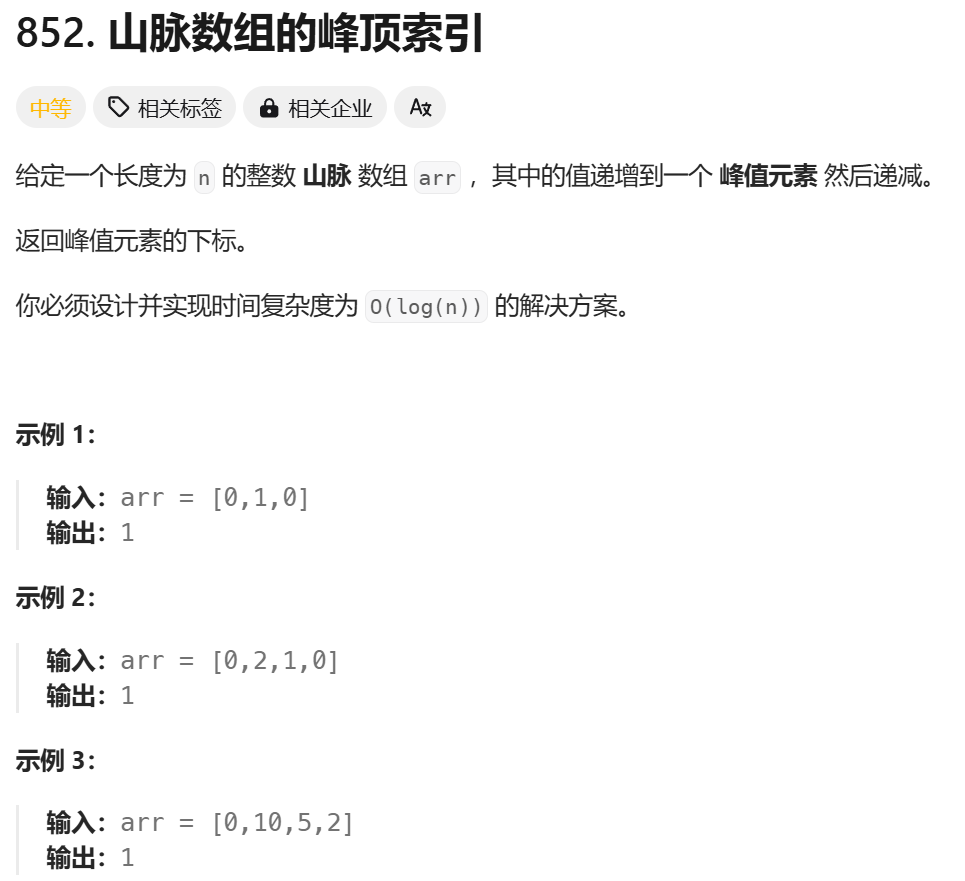 852. 山脉数组的峰顶索引
中等 相关标签 相关企业 A文
给定一个长度为 n 的整数 山脉 数组 arr ，其中的值递增到一个 峰值元素 然后递减。
返回峰值元素的下标。
你必须设计并实现时间复杂度为 O(log(n)) 的解决方案。
示例 1：
输入：arr = [0,1,0]
输出：1
示例 2：
输入：arr = [0,2,1,0]
输出：1
示例 3：
输入：arr = [0,10,5,2]
输出：1